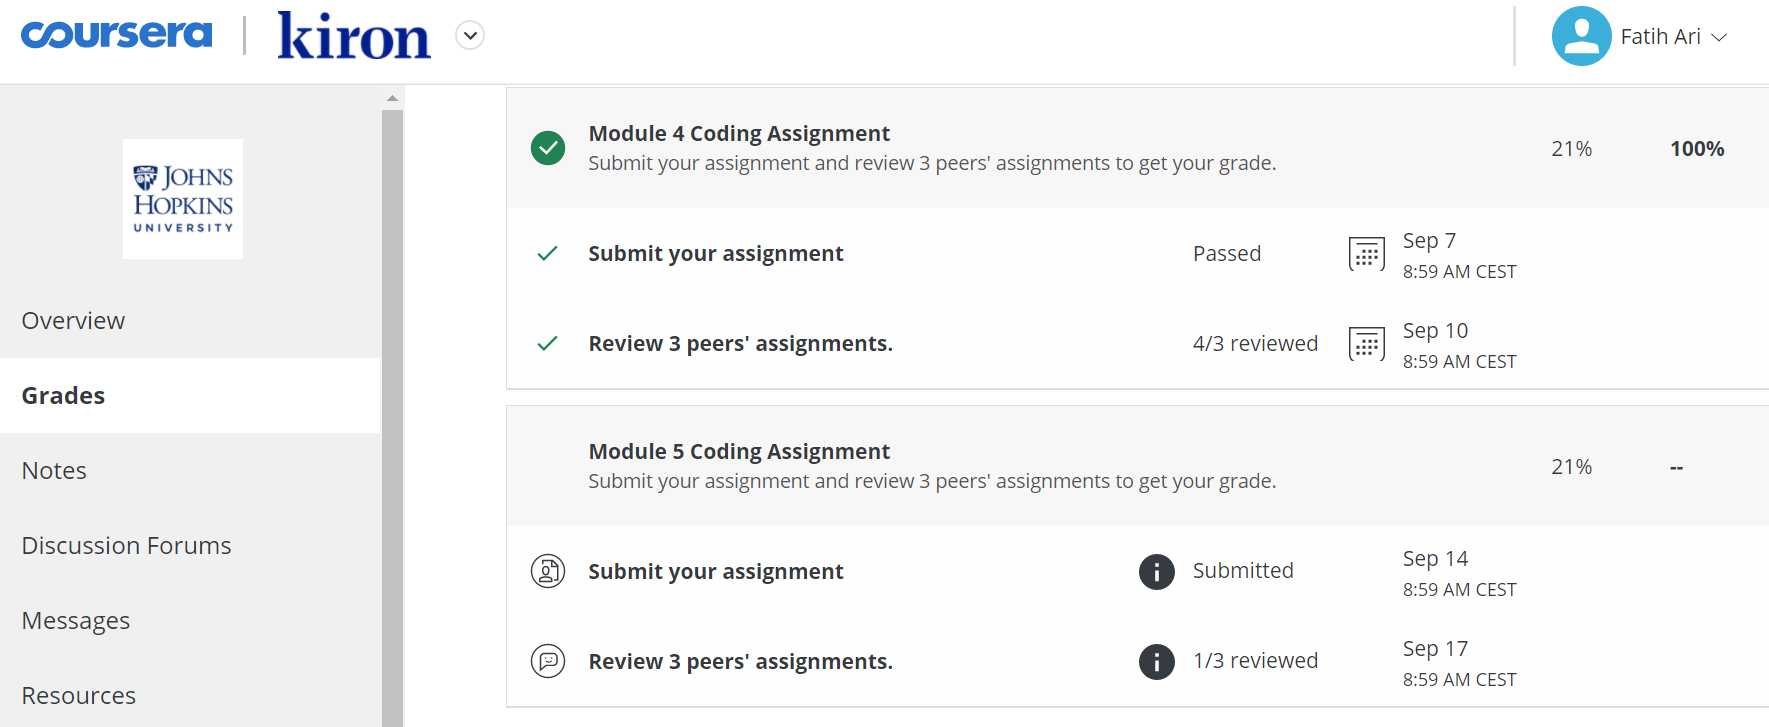 coursera
kiron
Fatih Ari
JOHNS
HOPKINS
UNIVERSITY
Overview
Grades
Notes
Discussion Forums
Messages
Resources
Module 4 Coding Assignment
Submit your assignment and review 3 peers' assignments to get your grade.
21%
100%
Submit your assignment
Passed
Sep 7
8:59 AM CEST
Review 3 peers' assignments.
4/3 reviewed
Sep 10
8:59 AM CEST
Module 5 Coding Assignment
Submit your assignment and review 3 peers' assignments to get your grade.
21%
--
Submit your assignment
Submitted
Sep 14
8:59 AM CEST
Review 3 peers' assignments.
1/3 reviewed
Sep 17
8:59 AM CEST